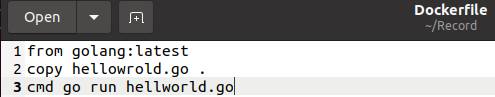 Open
Dockerfile
~/Record
1 from golang:latest
2 copy hellowrold.go .
3 cmd go run hellworld.go